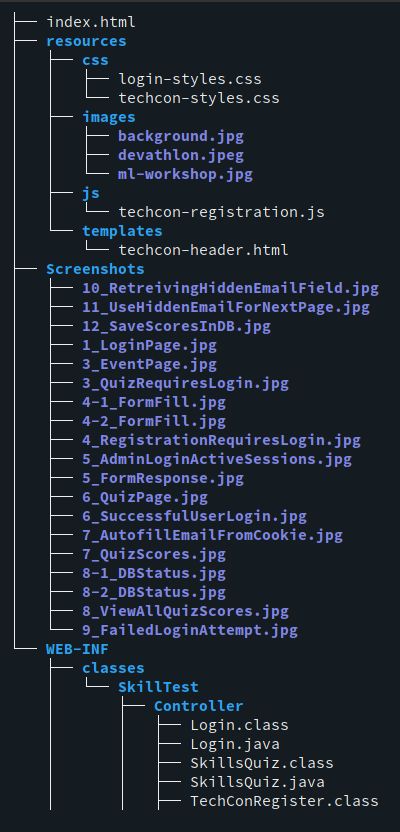 index.html
resources
css
login-styles.css
techcon-styles.css
images
background.jpg
devathlon.jpeg
ml-workshop.jpg
js
techcon-registration.js
templates
techcon-header.html
Screenshots
10_RetreivingHiddenEmailField.jpg
11_UseHiddenEmailForNextPage.jpg
12_SaveScoresInDB.jpg
1_LoginPage.jpg
3_EventPage.jpg
3_QuizRequiresLogin.jpg
4-1_FormFill.jpg
4-2_FormFill.jpg
4_RegistrationRequiresLogin.jpg
5_AdminLoginActiveSessions.jpg
5_FormResponse.jpg
6_QuizPage.jpg
6_SuccessfulUserLogin.jpg
7_AutofillEmailFromCookie.jpg
7_QuizScores.jpg
8-1_DBStatus.jpg
8-2_DBStatus.jpg
8_ViewAllQuizScores.jpg
9_FailedLoginAttempt.jpg
WEB-INF
classes
SkillTest
Controller
Login.class
Login.java
SkillsQuiz.class
SkillsQuiz.java
TechConRegister.class